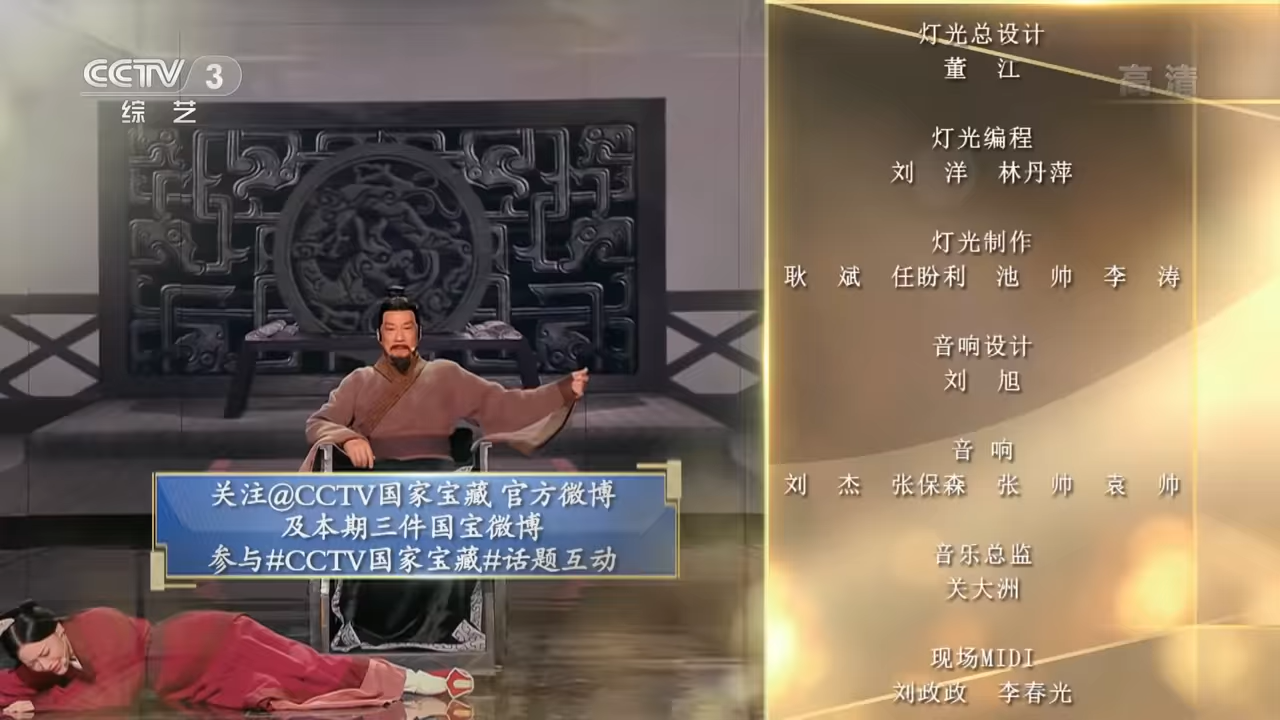 CCTV 3
综艺
高清
关注@CCTV国家宝藏 官方微博
及本期三件国宝微博
参与#CCTV国家宝藏#话题互动
灯光总设计
董 江
灯光编程
刘 洋 林丹萍
灯光制作
耿 斌 任盼利 池 帅 李 涛
音响设计
刘 旭
音 响
刘 杰 张保森 张 帅 袁 帅
音乐总监
关大洲
现场MIDI
刘政政 李春光